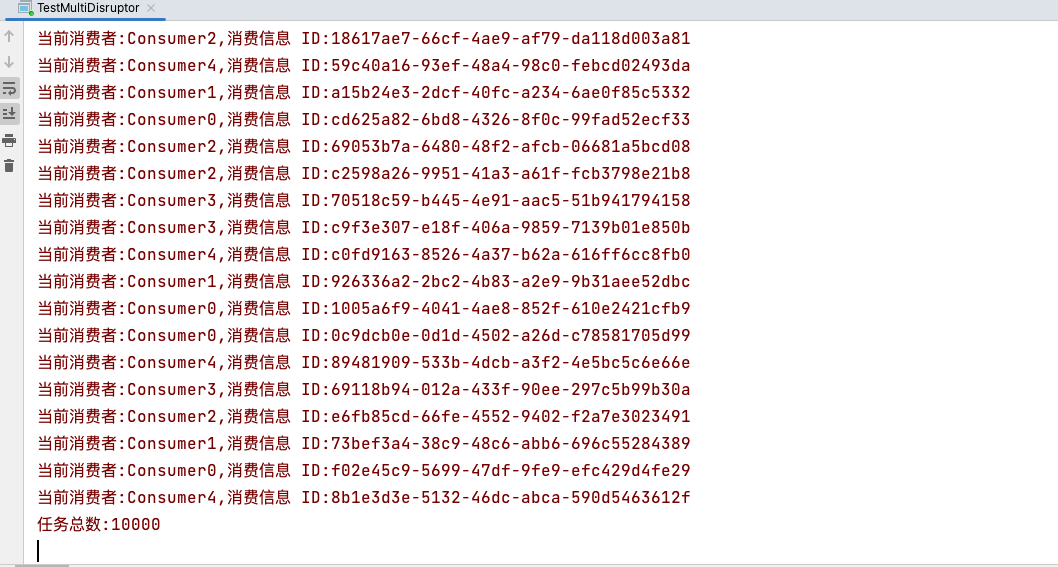 TestMultiDisruptor
当前消费者:Consumer2,消费信息 ID:18617ae7-66cf-4ae9-af79-da118d003a81
当前消费者:Consumer4,消费信息 ID:59c40a16-93ef-48a4-98c0-febcd02493da
当前消费者:Consumer1,消费信息 ID:a15b24e3-2dcf-40fc-a234-6ae0f85c5332
当前消费者:Consumer0,消费信息 ID:cd625a82-6bd8-4326-8f0c-99fad52ecf33
当前消费者:Consumer2,消费信息 ID:69053b7a-6480-48f2-afcb-06681a5bcd08
当前消费者:Consumer2,消费信息 ID:c2598a26-9951-41a3-a61f-fcb3798e21b8
当前消费者:Consumer3,消费信息 ID:70518c59-b445-4e91-aac5-51b941794158
当前消费者:Consumer3,消费信息 ID:c9f3e307-e18f-406a-9859-7139b01e850b
当前消费者:Consumer4,消费信息 ID:c0fd9163-8526-4a37-b62a-616ff6cc8fb0
当前消费者:Consumer1,消费信息 ID:926336a2-2bc2-4b83-a2e9-9b31aee52dbc
当前消费者:Consumer0,消费信息 ID:1005a6f9-4041-4ae8-852f-610e2421cfb9
当前消费者:Consumer0,消费信息 ID:0c9dcb0e-0d1d-4502-a26d-c78581705d99
当前消费者:Consumer4,消费信息 ID:89481909-533b-4dcb-a3f2-4e5bc5c6e66e
当前消费者:Consumer3,消费信息 ID:69118b94-012a-433f-90ee-297c5b99b30a
当前消费者:Consumer2,消费信息 ID:e6fb85cd-66fe-4552-9402-f2a7e3023491
当前消费者:Consumer1,消费信息 ID:73bef3a4-38c9-48c6-abb6-696c55284389
当前消费者:Consumer0,消费信息 ID:f02e45c9-5699-47df-9fe9-efc429d4fe29
当前消费者:Consumer4,消费信息 ID:8b1e3d3e-5132-46dc-abca-590d5463612f
任务总数:10000